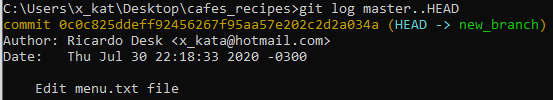 C:\Users\x_kat\Desktop\cafes_recipes>git log master..HEAD
commit 0c0c825ddeff92456267f95aa57e202c2d2a034a (HEAD -> new_branch)
Author: Ricardo Desk <x_kata@hotmail.com>
Date:   Thu Jul 30 22:18:33 2020 -0300
    Edit menu.txt file